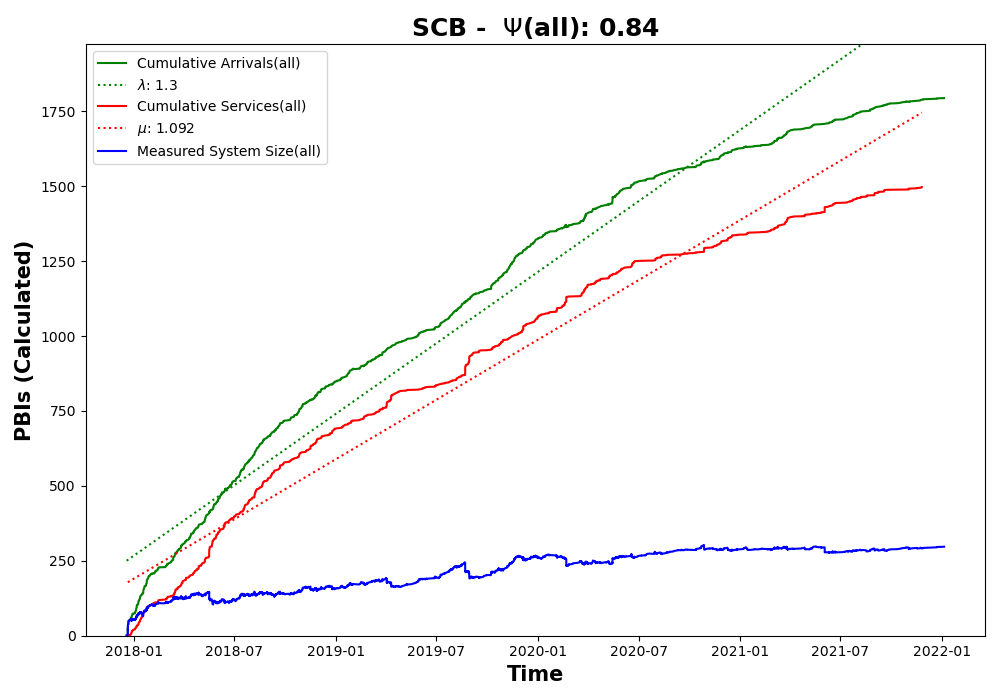 SCB -  Ψ(all): 0.84
Cumulative Arrivals(all)
λ: 1.3
Cumulative Services(all)
μ: 1.092
Measured System Size(all)
PBIs (Calculated)
1750
1500
1250
1000
750
500
250
0
2018-01 2018-07 2019-01 2019-07 2020-01 2020-07 2021-01 2021-07 2022-01
Time